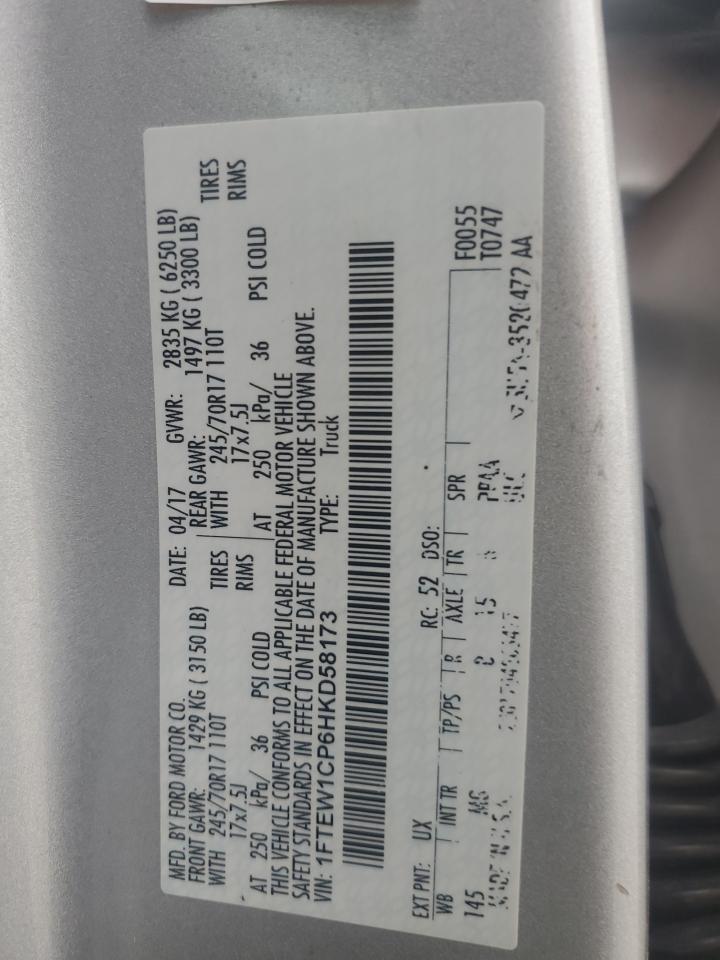 MFD. BY FORD MOTOR CO.
DATE: 04/17 GVWR: 2835 KG ( 6250 LB)
FRONT GAWR: 1429 KG ( 3150 LB) REAR GAWR: 1497 KG ( 3300 LB)
WITH 245/70R17 110T TIRES WITH 245/70R17 110T TIRES
17x7.5J RIMS 17x7.5J RIMS
AT 250 kPa/ 36 PSI COLD AT 250 kPa/ 36 PSI COLD
THIS VEHICLE CONFORMS TO ALL APPLICABLE FEDERAL MOTOR VEHICLE
SAFETY STANDARDS IN EFFECT ON THE DATE OF MANUFACTURE SHOWN ABOVE.
VIN: 1FTEW1CP6HKD58173 TYPE: Truck
EXT PNT: UX RC: 52 DSO: F0055
WB INT TR TP/PS R AXLE TR SPR T0747
145 MG 15
MADE IN U.S.A.